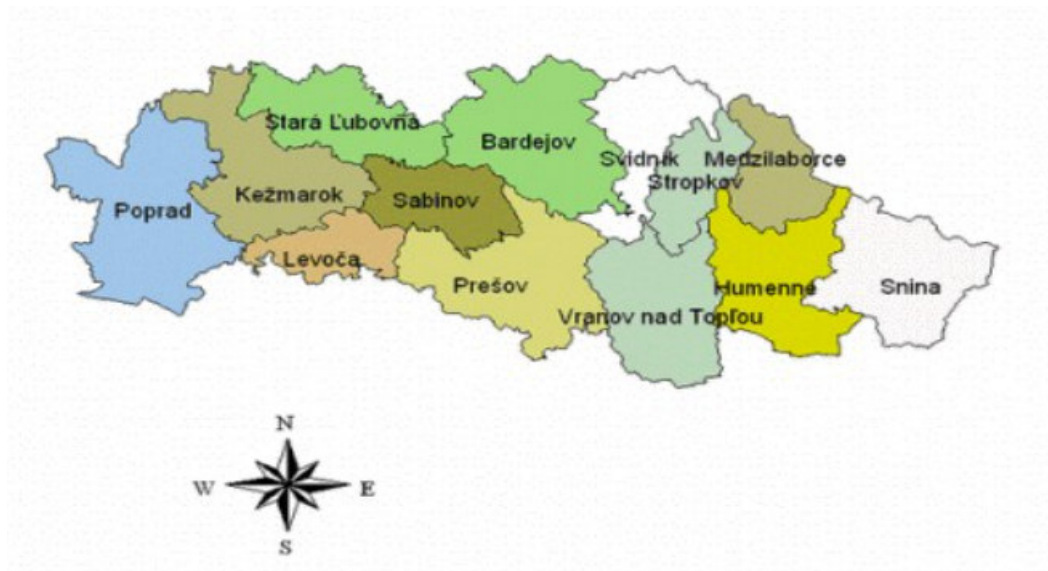 Stará Ľubovňa
Bardejov
Svidník
Medzilaborce
Stropkov
Kežmarok
Sabinov
Poprad
Levoča
Prešov
Humenné
Snina
Vranov nad Topľou
N
W
E
S